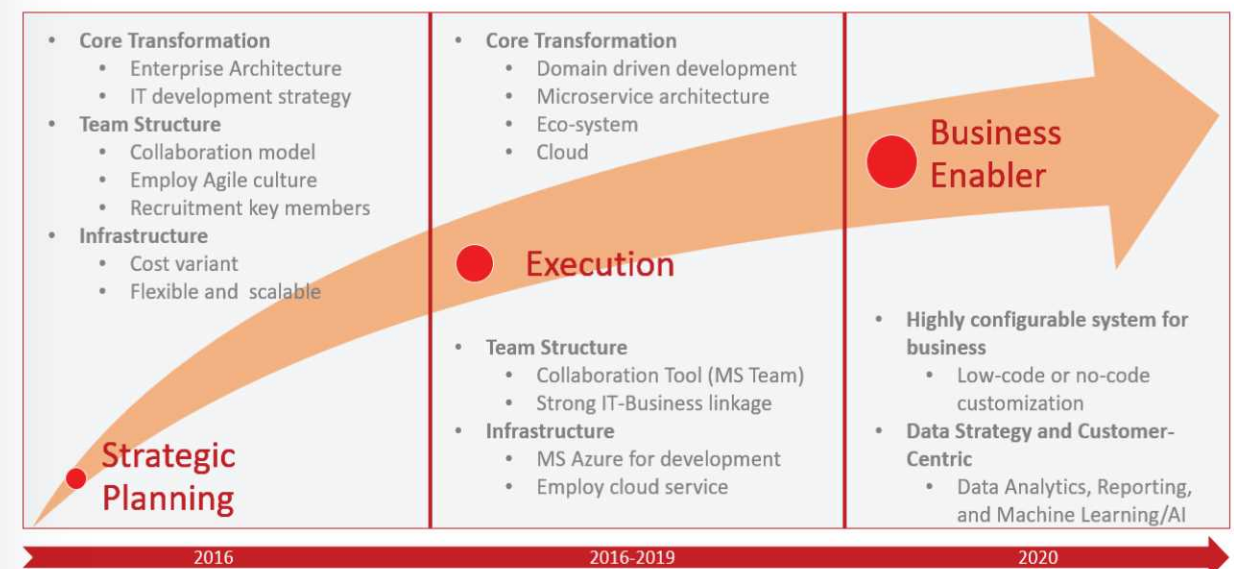 • Core Transformation
• Enterprise Architecture
• IT development strategy
• Team Structure
• Collaboration model
• Employ Agile culture
• Recruitment key members
• Infrastructure
• Cost variant
• Flexible and scalable
Strategic
Planning
• Core Transformation
• Domain driven development
• Microservice architecture
• Eco-system
• Cloud
Execution
• Team Structure
• Collaboration Tool (MS Team)
• Strong IT-Business linkage
• Infrastructure
• MS Azure for development
• Employ cloud service
Business
Enabler
• Highly configurable system for
business
• Low-code or no-code
customization
• Data Strategy and Customer-
Centric
• Data Analytics, Reporting,
and Machine Learning/AI
2016
2016-2019
2020